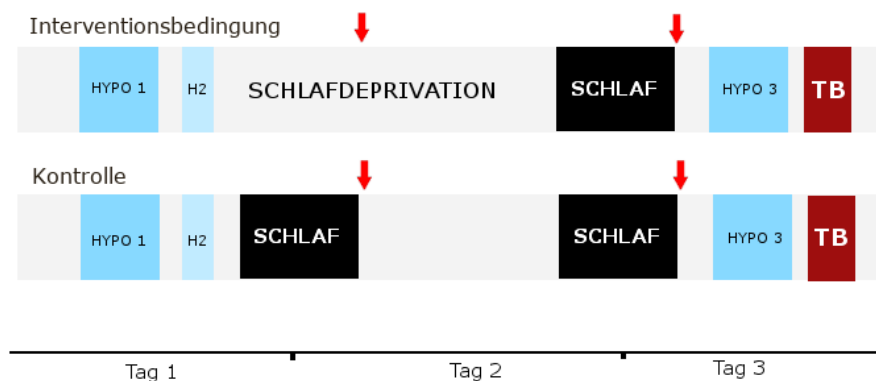 Interventionsbedingung
HYPO 1 H2 SCHLAFDEPRIVATION SCHLAF HYPO 3 TB
Kontrolle
HYPO 1 H2 SCHLAF SCHLAF HYPO 3 TB
Tag 1 Tag 2 Tag 3